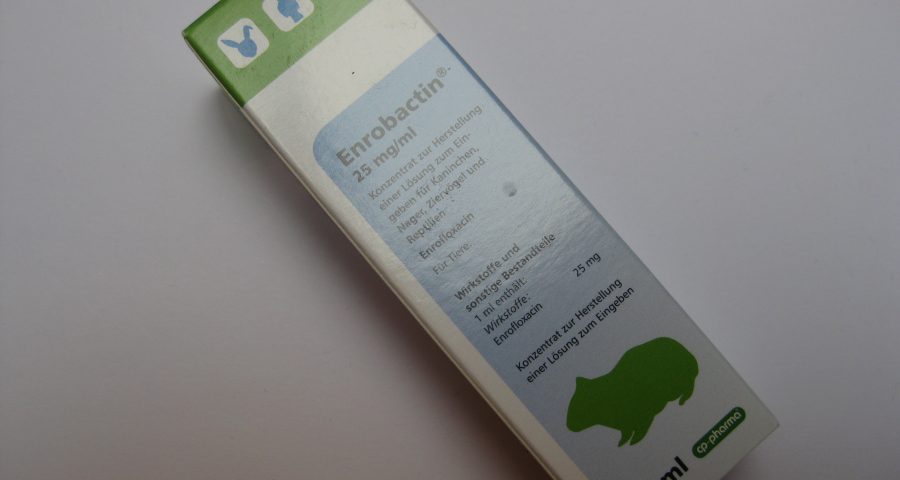 Enrobactin®
25 mg/ml
Konzentrat zur Herstellung
einer Lösung zum Ein-
geben für Kaninchen,
Nager, Ziervögel und
Reptilien
Enrofloxacin
Für Tiere
Wirkstoffe und
sonstige Bestandteile
1 ml enthält:
Wirkstoffe:
Enrofloxacin 25 mg
Konzentrat zur Herstellung
einer Lösung zum Eingeben
ml
cp pharma